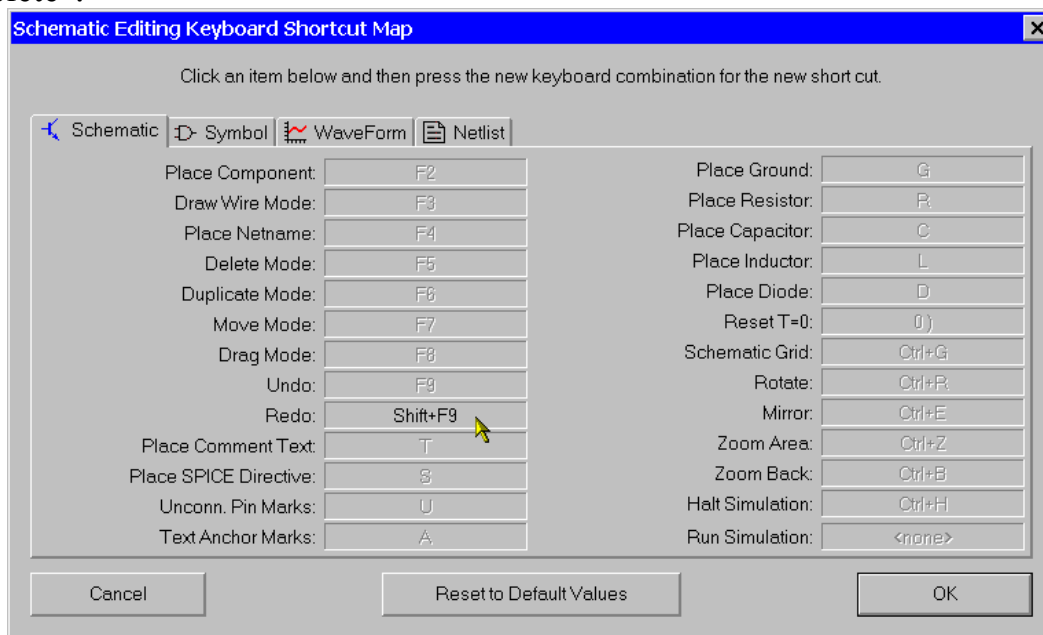 Schematic Editing Keyboard Shortcut Map
Click an item below and then press the new keyboard combination for the new short cut.
Schematic Symbol WaveForm Netlist
Place Component: F2
Draw Wire Mode: F3
Place Netname: F4
Delete Mode: F5
Duplicate Mode: F6
Move Mode: F7
Drag Mode: F8
Undo: F9
Redo: Shift+F9
Place Comment Text: T
Place SPICE Directive: S
Unconn. Pin Marks: U
Text Anchor Marks: A
Place Ground: G
Place Resistor: R
Place Capacitor: C
Place Inductor: L
Place Diode: D
Reset T=0: 0 )
Schematic Grid: Ctrl+G
Rotate: Ctrl+R
Mirror: Ctrl+E
Zoom Area: Ctrl+Z
Zoom Back: Ctrl+B
Halt Simulation: Ctrl+H
Run Simulation: <none>
Cancel Reset to Default Values OK